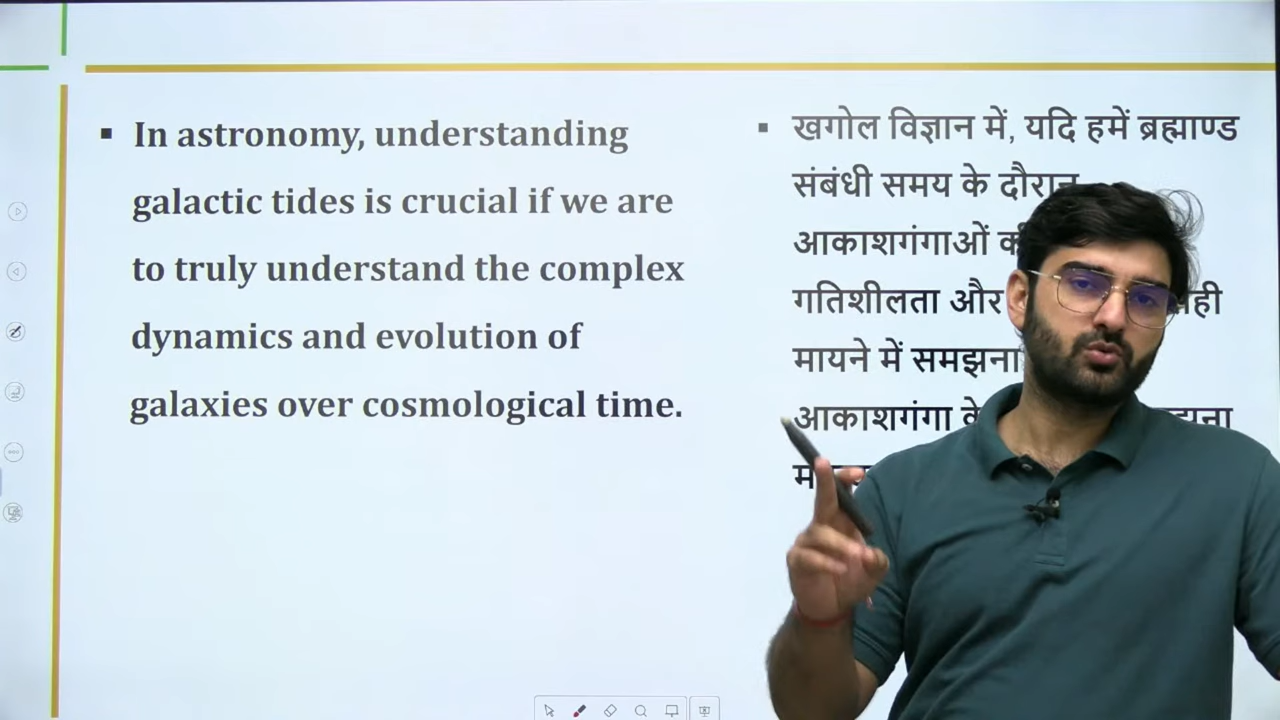 In astronomy, understanding
galactic tides is crucial if we are
to truly understand the complex
dynamics and evolution of
galaxies over cosmological time.
खगोल विज्ञान में, यदि हमें ब्रह्माण्ड
संबंधी समय के दौरान
आकाशगंगाओं
गतिशीलता और
मायने में समझना
आकाशगंगा